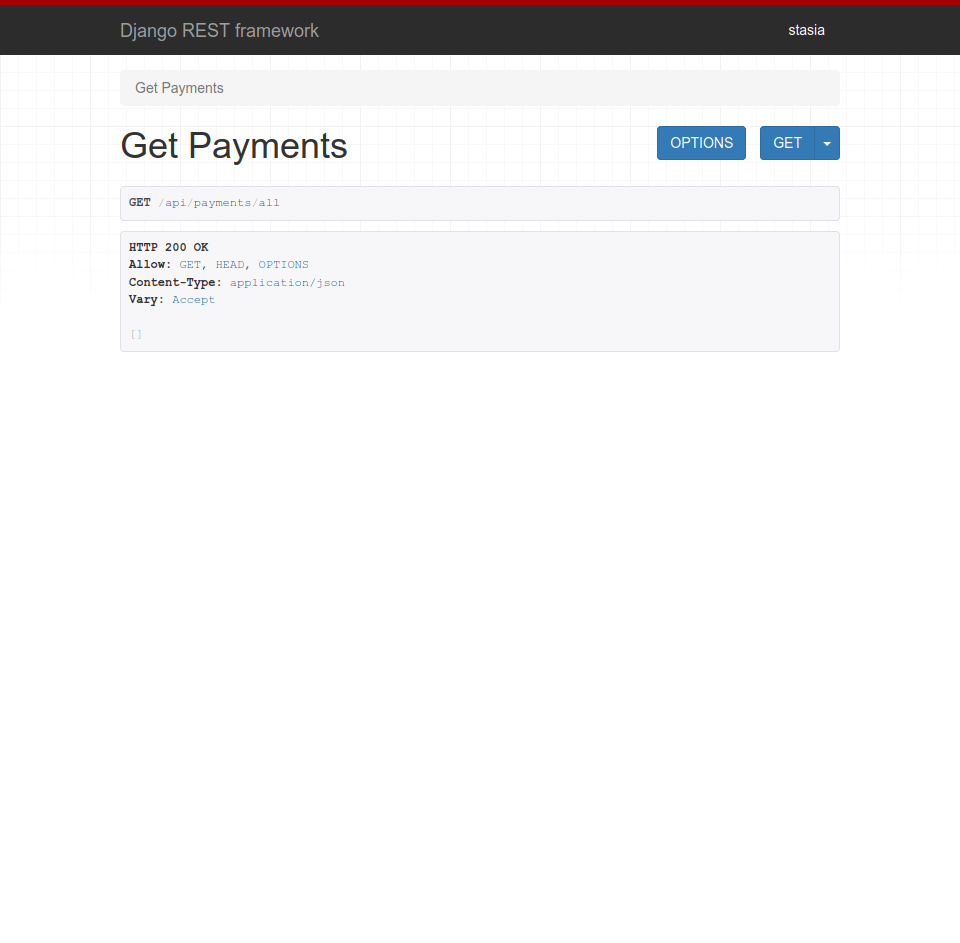 Django REST framework
stasia
Get Payments
Get Payments
OPTIONS
GET
GET /api/payments/all
HTTP 200 OK
Allow: GET, HEAD, OPTIONS
Content-Type: application/json
Vary: Accept
[]